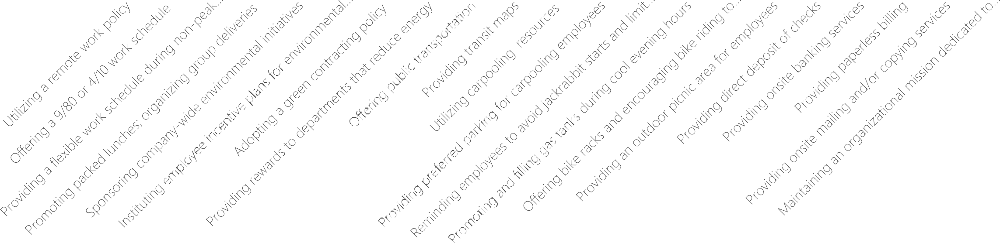 Utilizing a remote work policy
Offering a 9/80 or 4/10 work schedule
Providing a flexible work schedule during non-peak…
Promoting packed lunches; organizing group deliveries
Sponsoring company-wide environmental initiatives
Instituting employee incentive plans for environmental…
Adopting a green contracting policy
Providing rewards to departments that reduce energy
Offering public transportation
Providing transit maps
Utilizing carpooling resources
Providing preferred parking for carpooling employees
Reminding employees to avoid jackrabbit starts and limit…
Promoting and filling gas tanks during cool evening hours
Offering bike racks and encouraging bike riding to…
Providing an outdoor picnic area for employees
Providing direct deposit of checks
Providing onsite banking services
Providing paperless billing
Providing onsite mailing and/or copying services
Maintaining an organizational mission dedicated to…